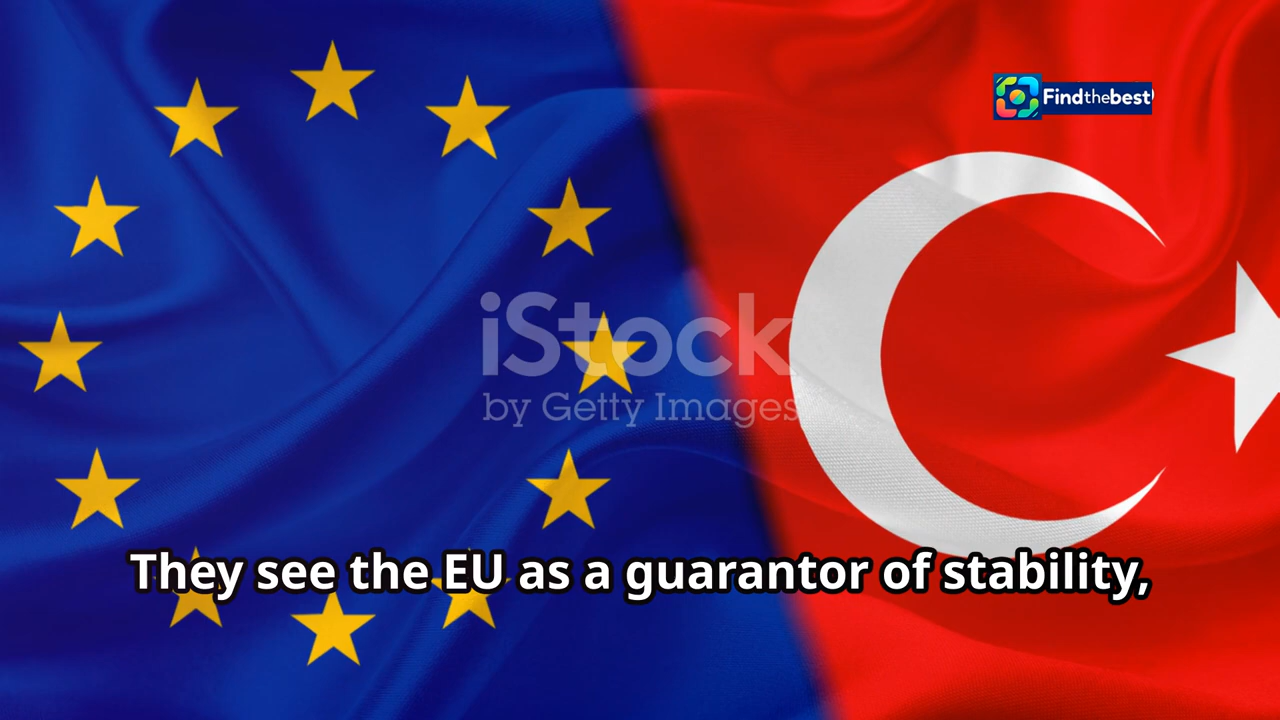 Findthebest
iStock
by Getty Images
They see the EU as a guarantor of stability,